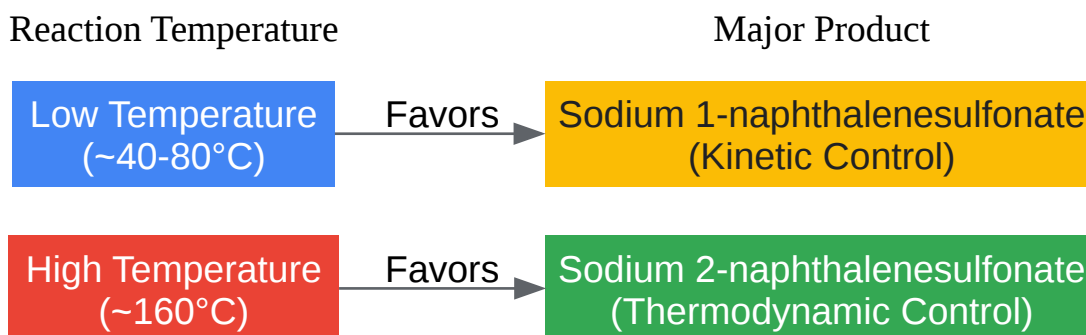 Reaction Temperature
Major Product
Low Temperature
(~40-80°C)
Favors
Sodium 1-naphthalenesulfonate
(Kinetic Control)
High Temperature
(~160°C)
Favors
Sodium 2-naphthalenesulfonate
(Thermodynamic Control)